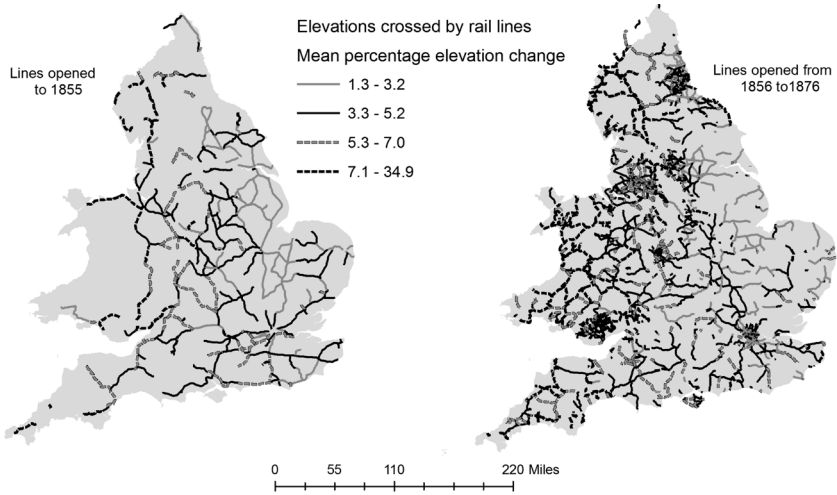 Elevations crossed by rail lines
Mean percentage elevation change
Lines opened
to 1855
1.3 - 3.2
3.3 - 5.2
5.3 - 7.0
7.1 - 34.9
Lines opened from
1856 to1876
0 55 110 220 Miles